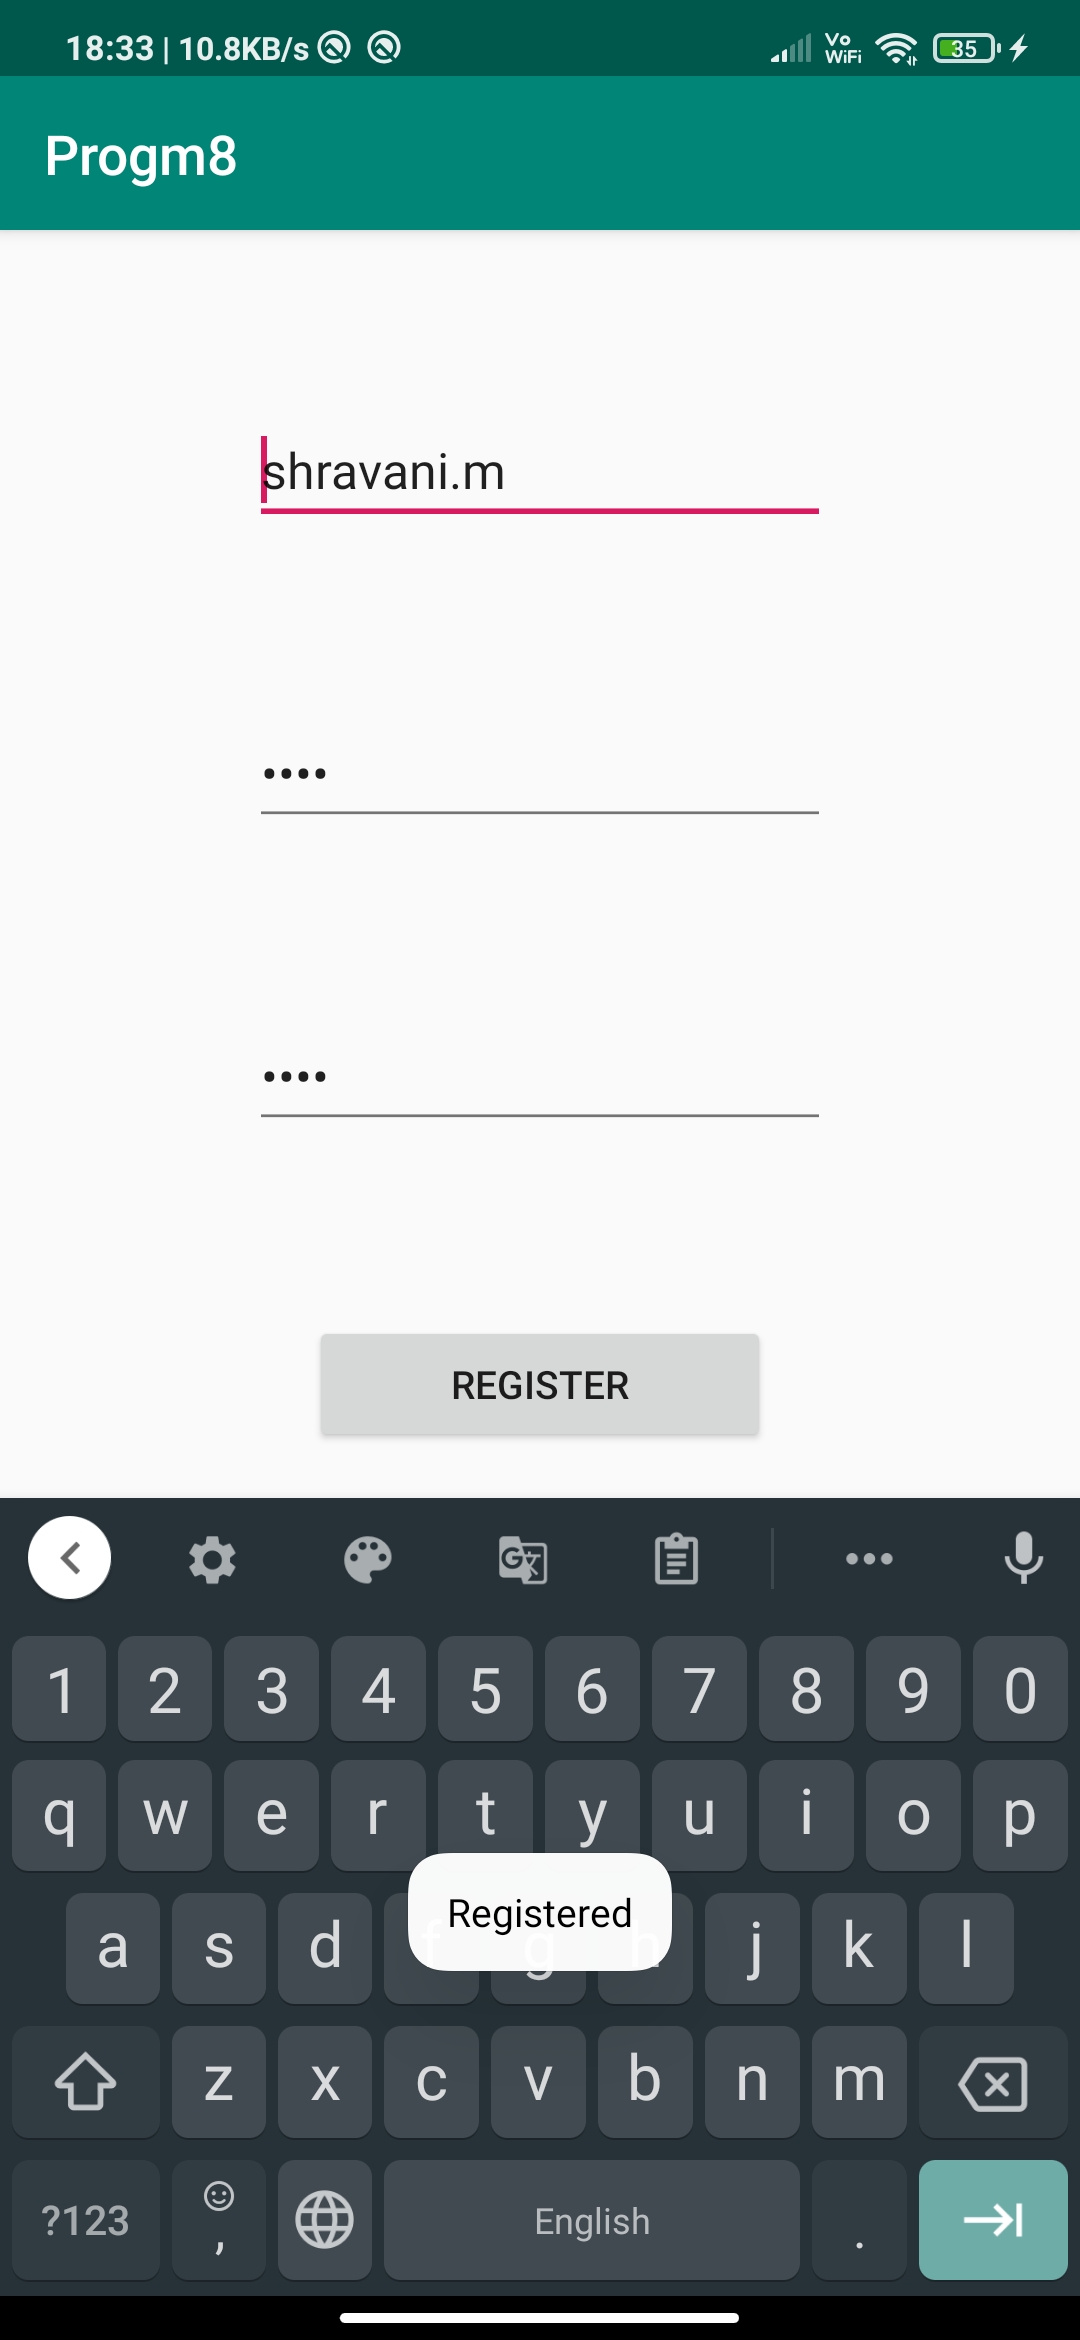 18:33 | 10.8KB/s Vo WiFi 35
Progm8
shravani.m
••••
••••
REGISTER
1 2 3 4 5 6 7 8 9 0
q w e r t y u i o p
Registered
a s d f g h j k l
z x c v b n m
?123 , English .